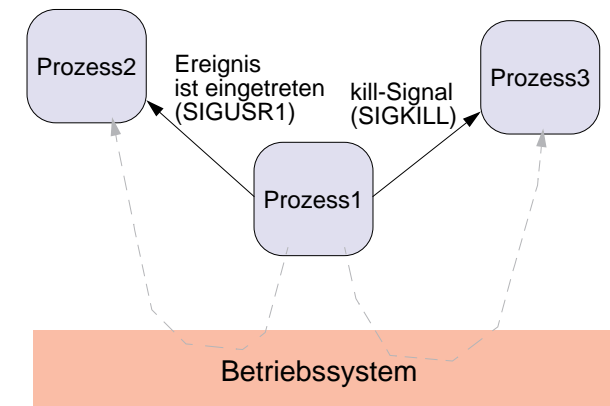 Prozess2
Ereignis
ist eingetreten
(SIGUSR1)
kill-Signal
(SIGKILL)
Prozess3
Prozess1
Betriebssystem